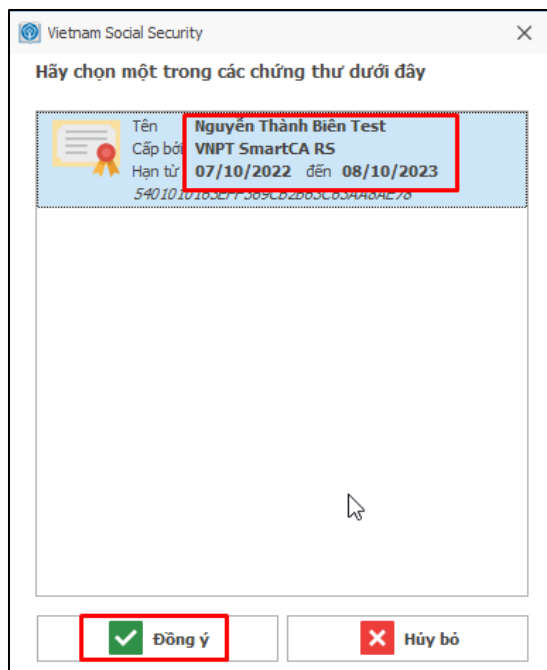 Vietnam Social Security
Hãy chọn một trong các chứng thư dưới đây
Tên Nguyễn Thành Biên Test
Cấp bởi VNPT SmartCA RS
Hạn từ 07/10/2022 đến 08/10/2023
Đồng ý
Hủy bỏ